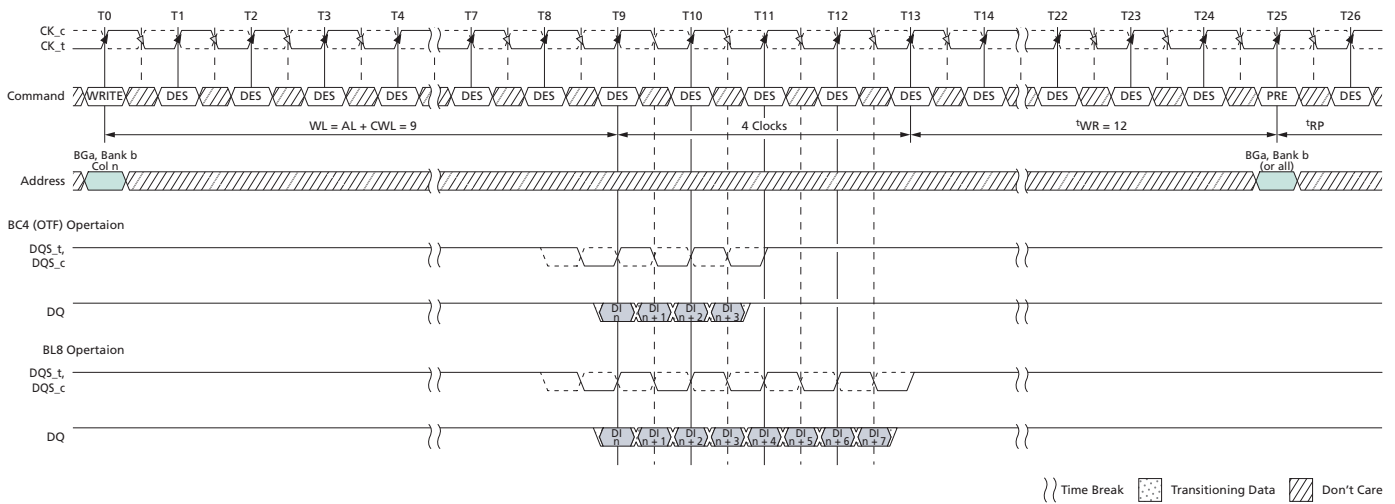 T0 T1 T2 T3 T4 T7 T8 T9 T10 T11 T12 T13 T14 T22 T23 T24 T25 T26
CK_c
CK_t
Command WRITE DES DES DES DES DES DES DES DES DES DES DES DES DES DES DES PRE DES
WL = AL + CWL = 9 4 Clocks tWR = 12 tRP
BGa, Bank b
Col n
BGa, Bank b
(or all)
Address
BC4 (OTF) Opertaion
DQS_t,
DQS_c
DQ
DI n DI n + 1 DI n + 2 DI n + 3
BL8 Opertaion
DQS_t,
DQS_c
DQ
DI n DI n + 1 DI n + 2 DI n + 3 DI n + 4 DI n + 5 DI n + 6 DI n + 7
Time Break Transitioning Data Don't Care